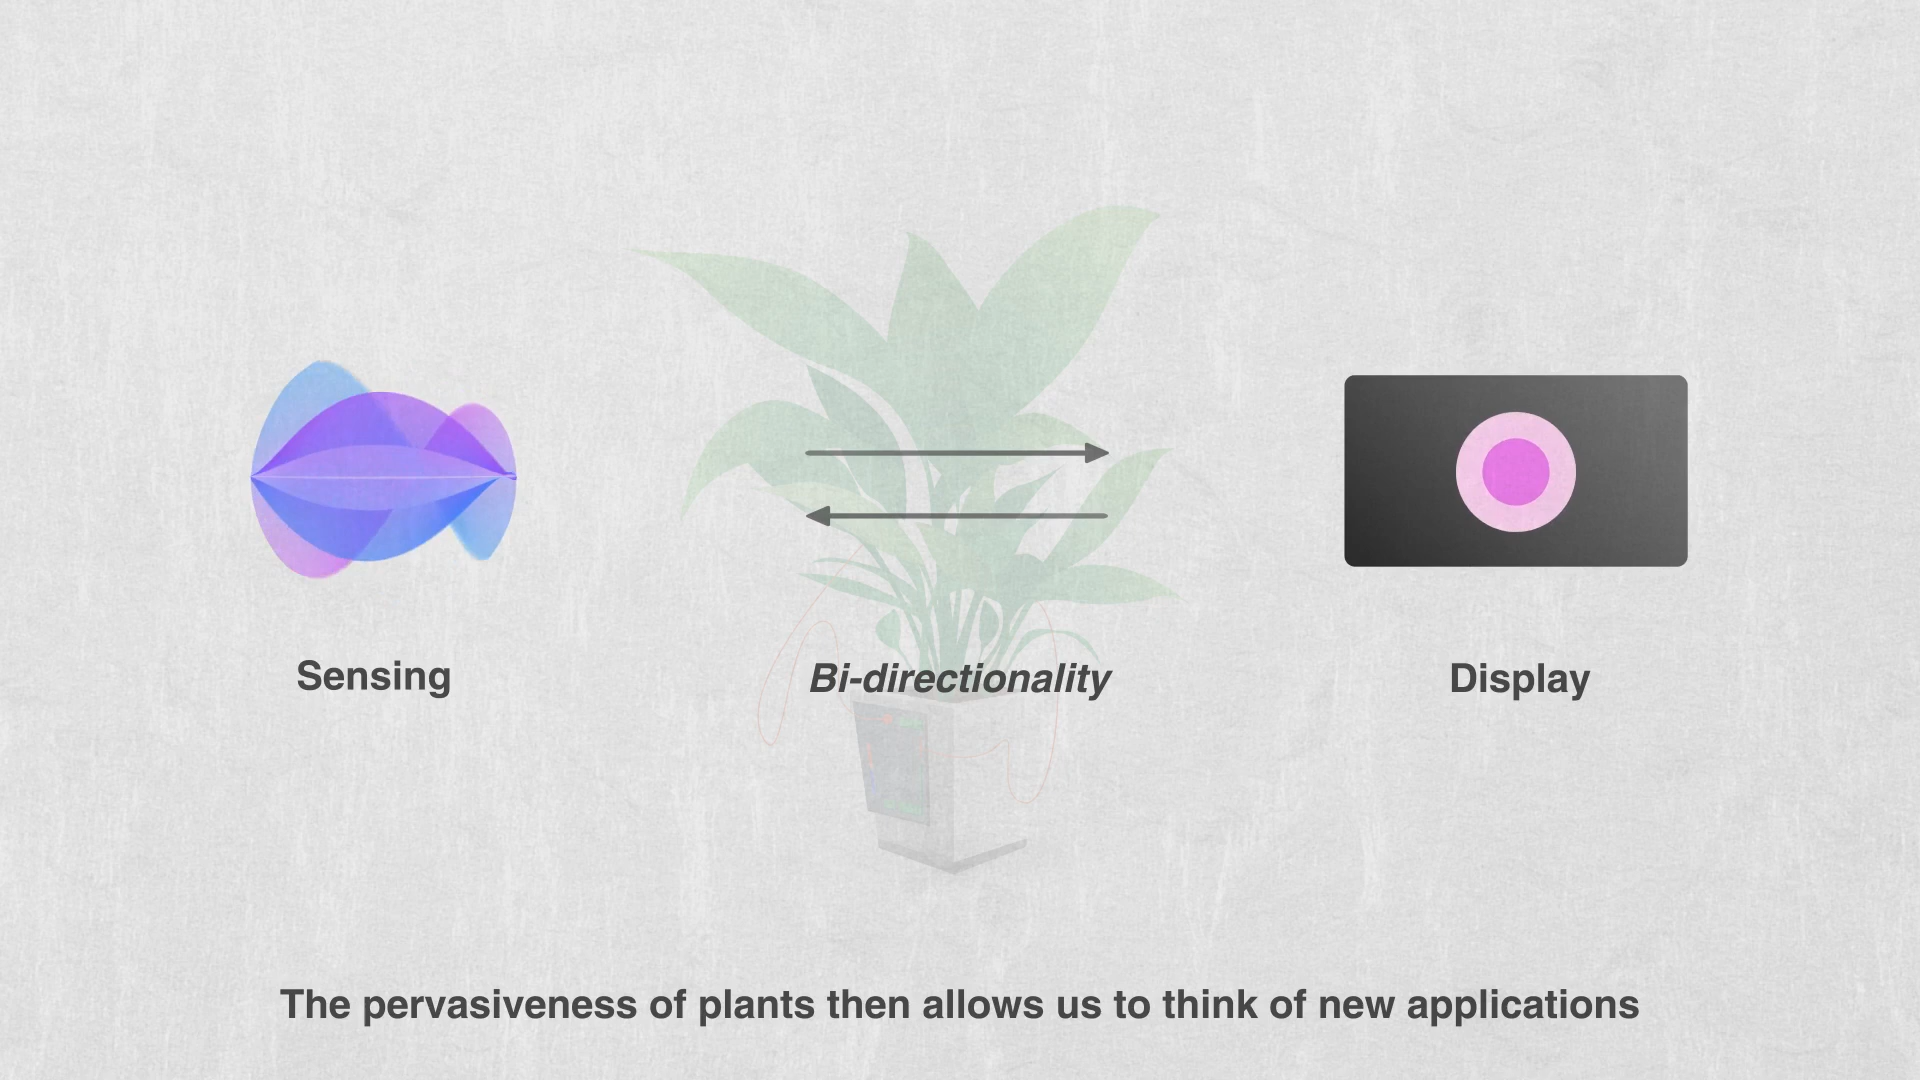 Sensing
Bi-directionality
Display
The pervasiveness of plants then allows us to think of new applications